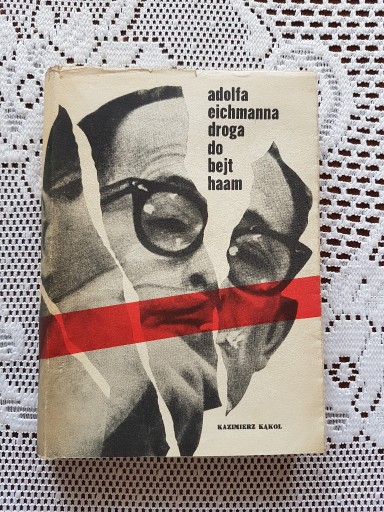 adolfa
eichmanna
droga
do
bejt
haam
KAZIMIERZ KĄKOL